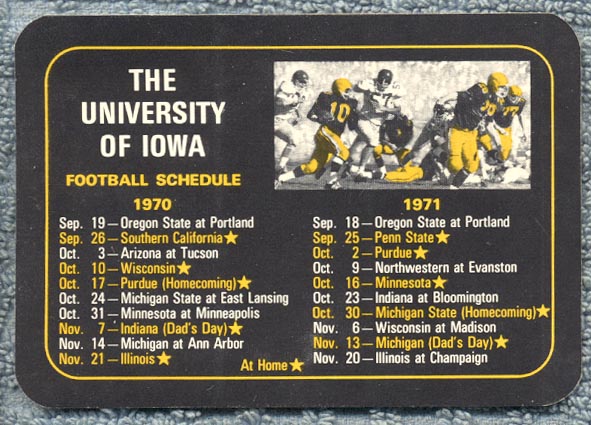 THE
UNIVERSITY
OF IOWA
FOOTBALL SCHEDULE
1970
Sep. 19—Oregon State at Portland
Sep. 26—Southern California★
Oct. 3—Arizona at Tucson
Oct. 10—Wisconsin★
Oct. 17—Purdue (Homecoming)★
Oct. 24—Michigan State at East Lansing
Oct. 31—Minnesota at Minneapolis
Nov. 7—Indiana (Dad's Day)★
Nov. 14—Michigan at Ann Arbor
Nov. 21—Illinois★
1971
Sep. 18—Oregon State at Portland
Sep. 25—Penn State★
Oct. 2—Purdue★
Oct. 9—Northwestern at Evanston
Oct. 16—Minnesota★
Oct. 23—Indiana at Bloomington
Oct. 30—Michigan State (Homecoming)★
Nov. 6—Wisconsin at Madison
Nov. 13—Michigan (Dad's Day)★
Nov. 20—Illinois at Champaign
At Home★
10